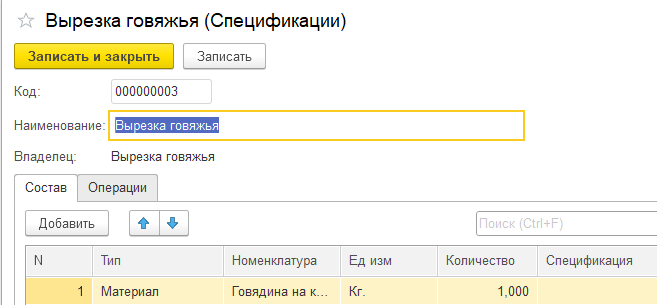 Вырезка говяжья (Спецификации)
Записать и закрыть Записать
Код: 000000003
Наименование: Вырезка говяжья
Владелец: Вырезка говяжья
Состав Операции
Добавить Поиск (Ctrl+F)
N Тип Номенклатура Ед изм Количество Спецификация
1 Материал Говядина на к... Кг. 1,000